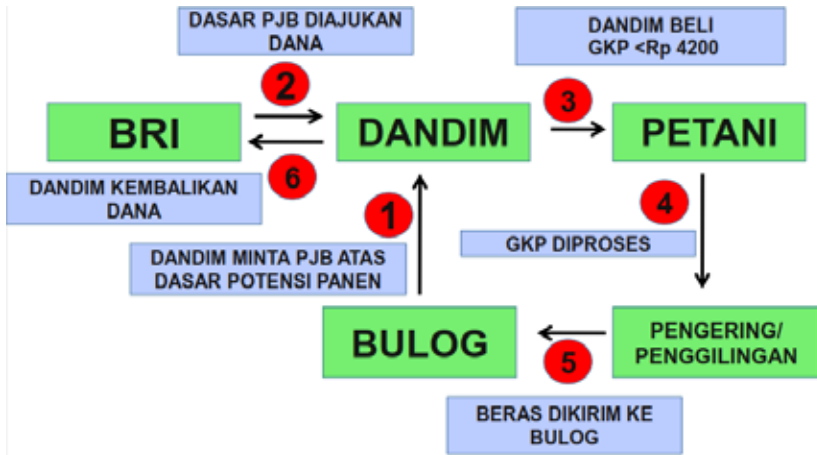 DASAR PJB DIAJUKAN
DANA
DANDIM BELI
GKP <Rp 4200
2
3
BRI
DANDIM
PETANI
6
DANDIM KEMBALIKAN
DANA
1
4
GKP DIPROSES
DANDIM MINTA PJB ATAS
DASAR POTENSI PANEN
BULOG
5
PENGERING/
PENGGILINGAN
BERAS DIKIRIM KE
BULOG